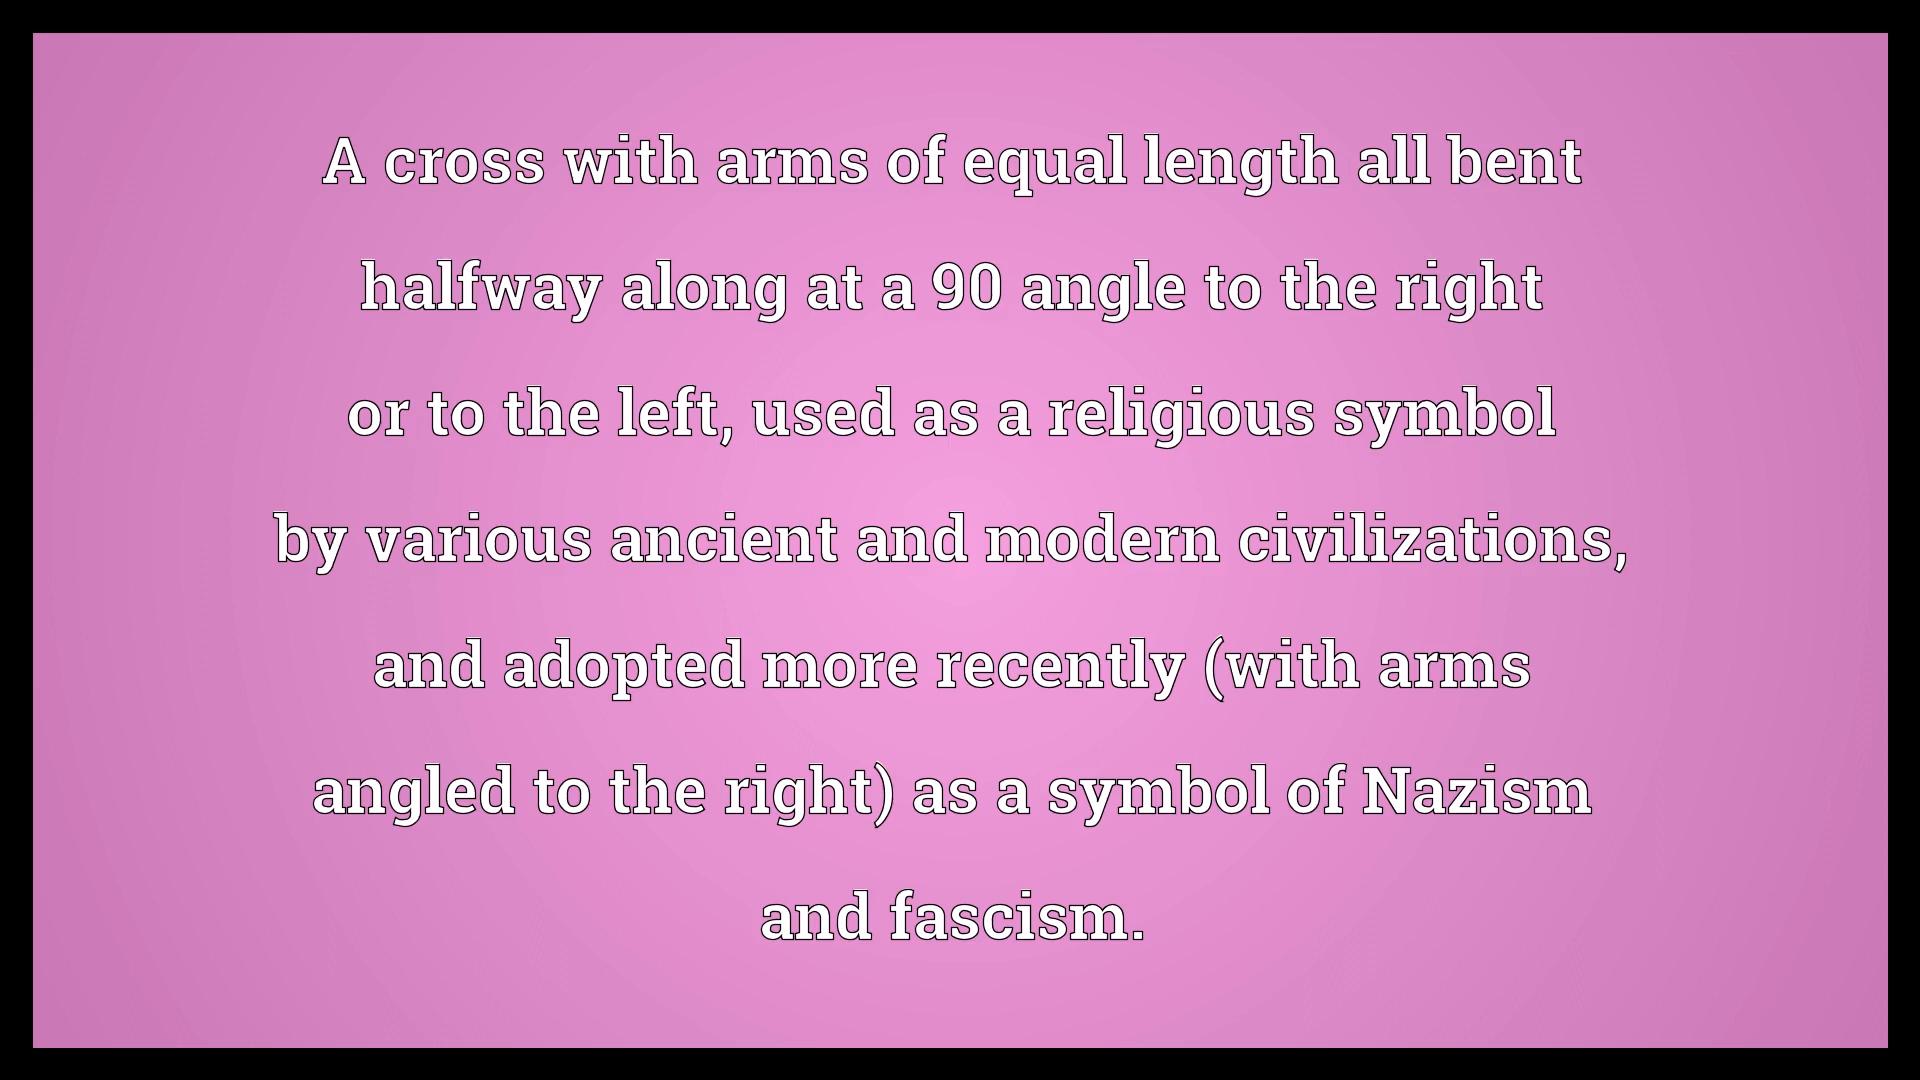 A cross with arms of equal length all bent
halfway along at a 90 angle to the right
or to the left, used as a religious symbol
by various ancient and modern civilizations,
and adopted more recently (with arms
angled to the right) as a symbol of Nazism
and fascism.